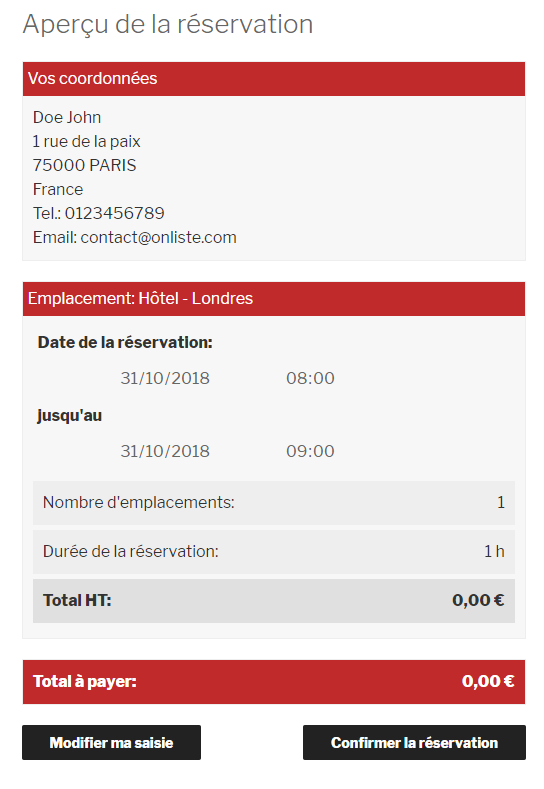 Aperçu de la réservation
Vos coordonnées
Doe John
1 rue de la paix
75000 PARIS
France
Tel.: 0123456789
Email: contact@onliste.com
Emplacement: Hôtel - Londres
Date de la réservation:
31/10/2018 08:00
jusqu'au
31/10/2018 09:00
Nombre d'emplacements: 1
Durée de la réservation: 1 h
Total HT: 0,00 €
Total à payer: 0,00 €
Modifier ma saisie Confirmer la réservation